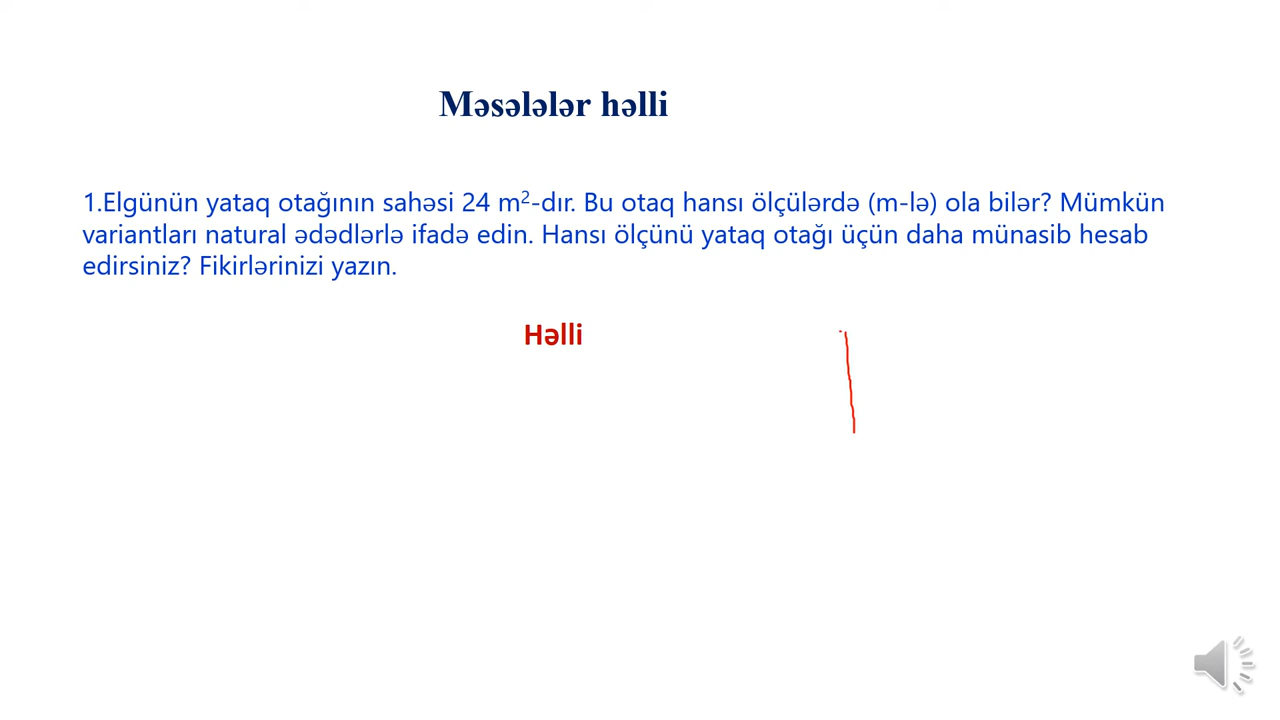 Məsələlər həlli
1.Elgünün yataq otağının sahəsi 24 m²-dır. Bu otaq hansı ölçülərdə (m-lə) ola bilər? Mümkün
variantları natural ədədlərlə ifadə edin. Hansı ölçünü yataq otağı üçün daha münasib hesab
edirsiniz? Fikirlərinizi yazın.
Həlli